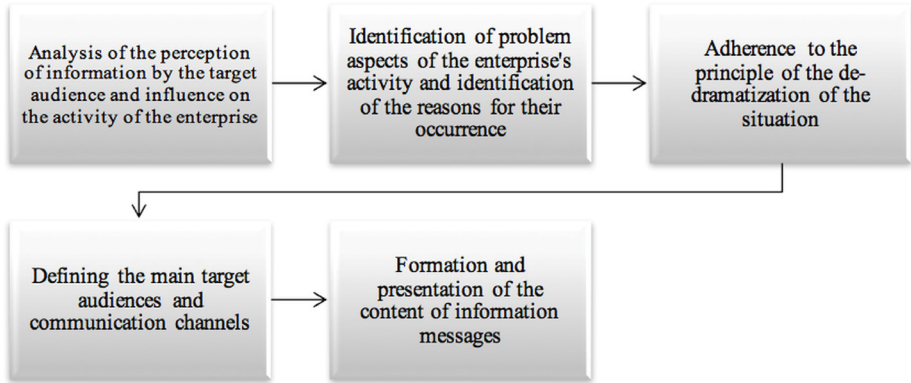 Analysis of the perception
of information by the target
audience and influence on
the activity of the enterprise
Identification of problem
aspects of the enterprise's
activity and identification
of the reasons for their
occurrence
Adherence to the
principle of the de-
dramatization of the
situation
Defining the main target
audiences and
communication channels
Formation and
presentation of the
content of information
messages